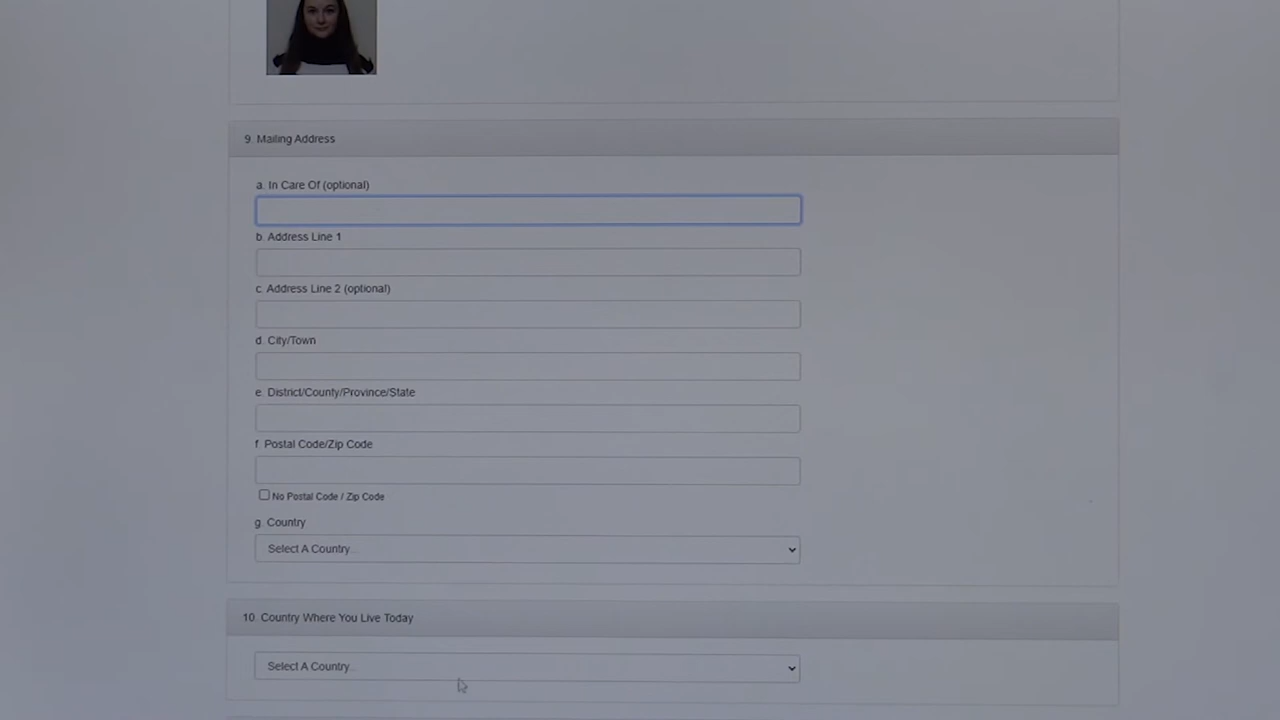 9. Mailing Address
a. In Care Of (optional)
b. Address Line 1
c. Address Line 2 (optional)
d. City/Town
e. District/County/Province/State
f. Postal Code/Zip Code
No Postal Code / Zip Code
g. Country
Select A Country...
10. Country Where You Live Today
Select A Country...